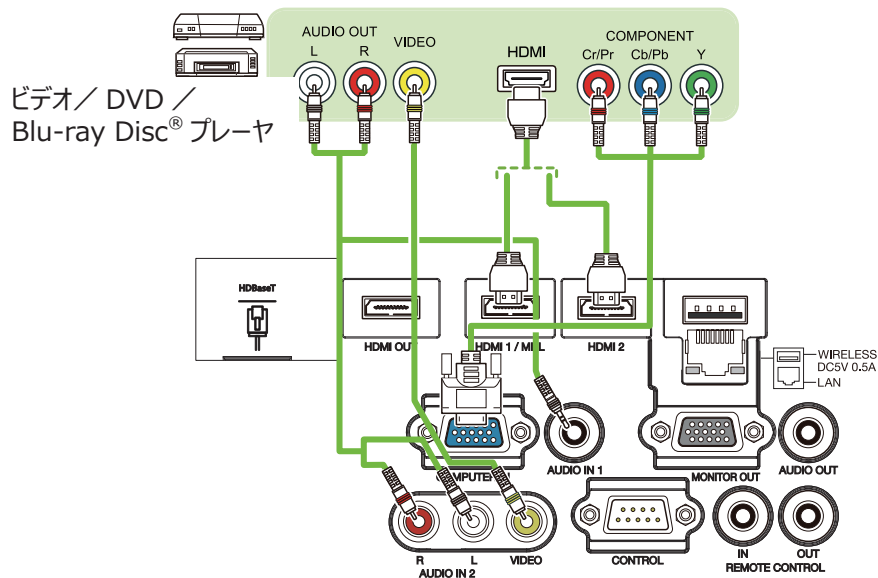 AUDIO OUT
L
R
VIDEO
HDMI
COMPONENT
Cr/Pr
Cb/Pb
Y
ビデオ／ DVD ／
Blu-ray Disc® プレーヤ
HDBaseT
HDMI OUT
HDMI 1 / MHL
HDMI 2
WIRELESS
DC5V 0.5A
LAN
AUDIO IN 1
MONITOR OUT
AUDIO OUT
R
L
VIDEO
AUDIO IN 2
CONTROL
IN
OUT
REMOTE CONTROL